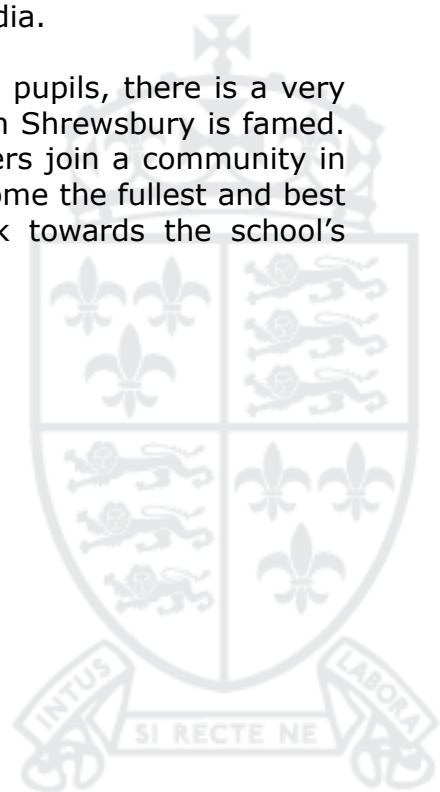 dia.
pupils, there is a very
n Shrewsbury is famed.
ers join a community in
ome the fullest and best
k towards the school's
INTUS
SI RECTE NE
LABORA